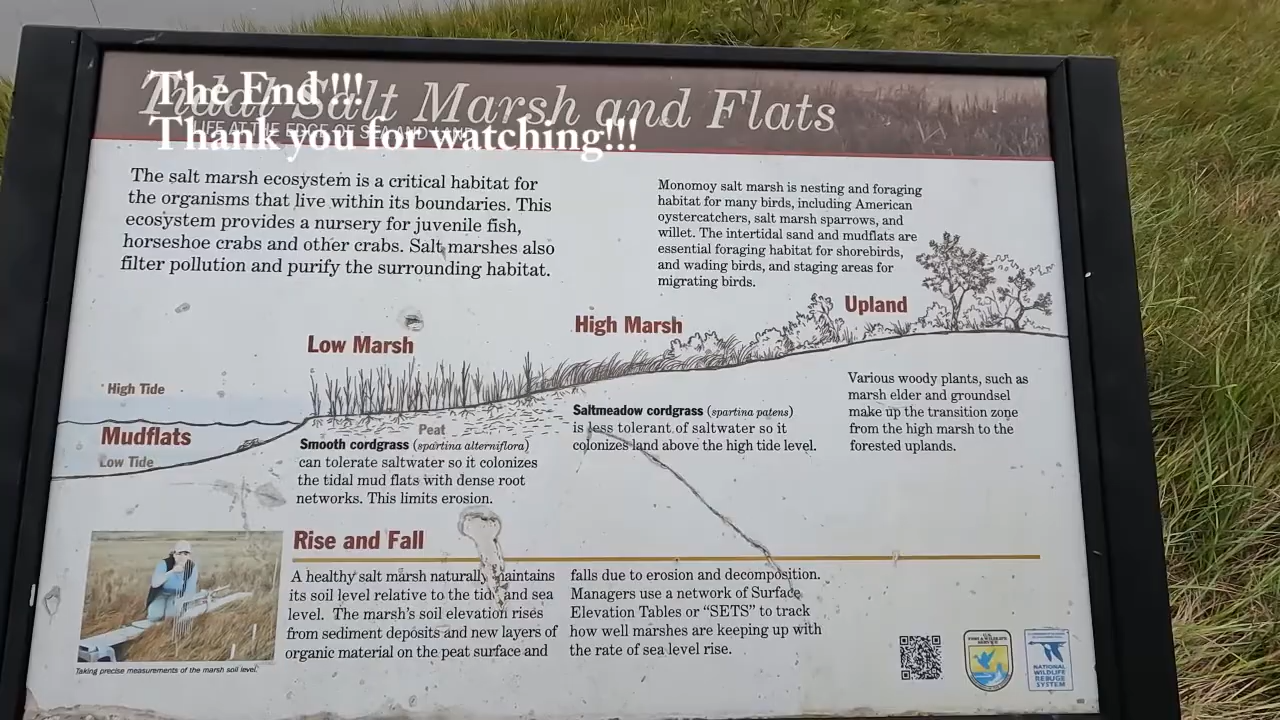 The End!!!
Thank you for watching!!!
Tidal Salt Marsh and Flats
LIFE AT THE EDGE OF SEA AND LAND
The salt marsh ecosystem is a critical habitat for
the organisms that live within its boundaries. This
ecosystem provides a nursery for juvenile fish,
horseshoe crabs and other crabs. Salt marshes also
filter pollution and purify the surrounding habitat.
Monomoy salt marsh is nesting and foraging
habitat for many birds, including American
oystercatchers, salt marsh sparrows, and
willet. The intertidal sand and mudflats are
essential foraging habitat for shorebirds,
and wading birds, and staging areas for
migrating birds.
Upland
High Marsh
Low Marsh
High Tide
Mudflats
Low Tide
Peat
Smooth cordgrass (spartina alterniflora)
can tolerate saltwater so it colonizes
the tidal mud flats with dense root
networks. This limits erosion.
Saltmeadow cordgrass (spartina patens)
is less tolerant of saltwater so it
colonizes land above the high tide level.
Various woody plants, such as
marsh elder and groundsel
make up the transition zone
from the high marsh to the
forested uplands.
Rise and Fall
A healthy salt marsh naturally maintains
its soil level relative to the tide and sea
level. The marsh's soil elevation rises
from sediment deposits and new layers of
organic material on the peat surface and
falls due to erosion and decomposition.
Managers use a network of Surface
Elevation Tables or “SETS” to track
how well marshes are keeping up with
the rate of sea level rise.
Taking precise measurements of the marsh soil level.
U.S.
FISH & WILDLIFE
SERVICE
NATIONAL
WILDLIFE
REFUGE
SYSTEM